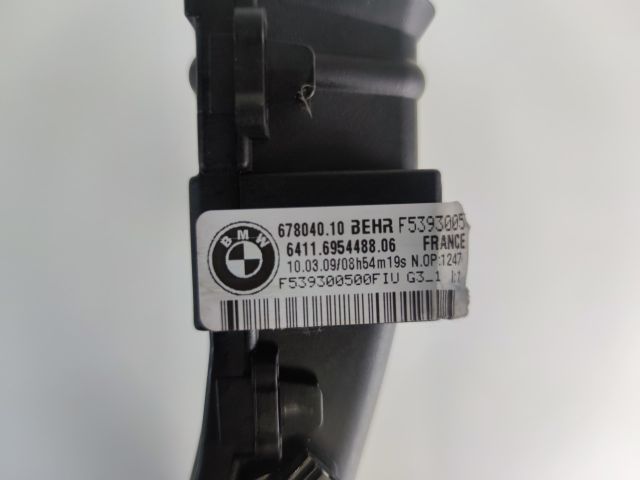 BMW
678040.10 BEHR F5393005
6411.6954488.06 FRANCE
10.03.09/08h54m19s N.OP:1247
F539300500FIU G3_1